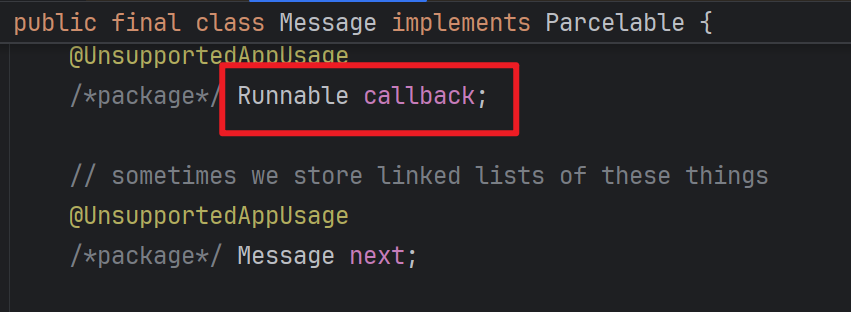 public final class Message implements Parcelable {
@UnsupportedAppUsage
/*package*/ Runnable callback;
// sometimes we store linked lists of these things
@UnsupportedAppUsage
/*package*/ Message next;